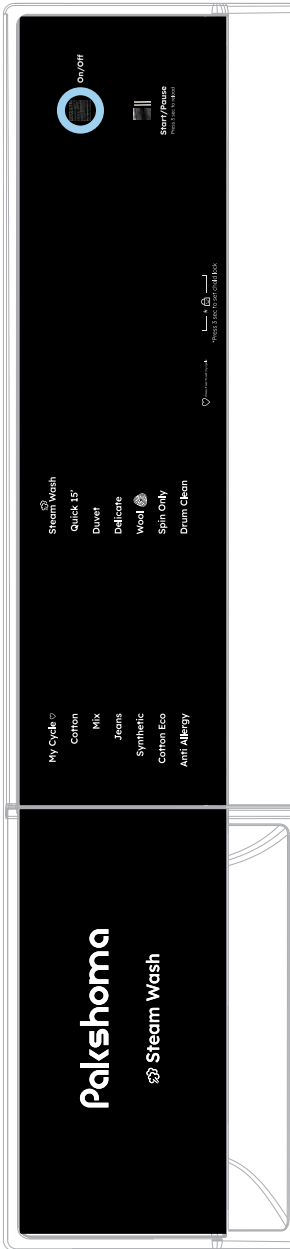 Pakshoma
Steam Wash
My Cycle
Cotton
Mix
Jeans
Synthetic
Cotton Eco
Anti Allergy
Steam Wash
Quick 15'
Duvet
Delicate
Wool
Spin Only
Drum Clean
*
*Press 3 sec to set child lock
On/Off
Start/Pause
Press 3 sec to reload